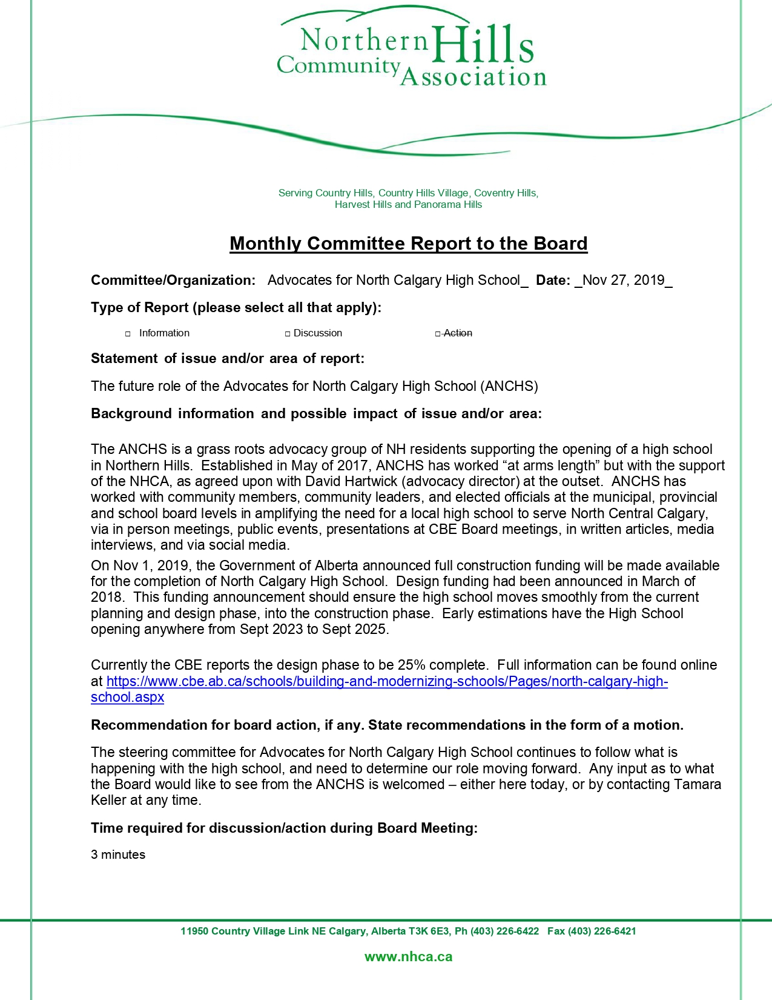 Northern Hills
Community Association
Serving Country Hills, Country Hills Village, Coventry Hills,
Harvest Hills and Panorama Hills
Monthly Committee Report to the Board
Committee/Organization: Advocates for North Calgary High School_ Date: _Nov 27, 2019_
Type of Report (please select all that apply):
□ Information □ Discussion □ Action
Statement of issue and/or area of report:
The future role of the Advocates for North Calgary High School (ANCHS)
Background information and possible impact of issue and/or area:
The ANCHS is a grass roots advocacy group of NH residents supporting the opening of a high school
in Northern Hills. Established in May of 2017, ANCHS has worked “at arms length” but with the support
of the NHCA, as agreed upon with David Hartwick (advocacy director) at the outset. ANCHS has
worked with community members, community leaders, and elected officials at the municipal, provincial
and school board levels in amplifying the need for a local high school to serve North Central Calgary,
via in person meetings, public events, presentations at CBE Board meetings, in written articles, media
interviews, and via social media.
On Nov 1, 2019, the Government of Alberta announced full construction funding will be made available
for the completion of North Calgary High School. Design funding had been announced in March of
2018. This funding announcement should ensure the high school moves smoothly from the current
planning and design phase, into the construction phase. Early estimations have the High School
opening anywhere from Sept 2023 to Sept 2025.
Currently the CBE reports the design phase to be 25% complete. Full information can be found online
at https://www.cbe.ab.ca/schools/building-and-modernizing-schools/Pages/north-calgary-high-
school.aspx
Recommendation for board action, if any. State recommendations in the form of a motion.
The steering committee for Advocates for North Calgary High School continues to follow what is
happening with the high school, and need to determine our role moving forward. Any input as to what
the Board would like to see from the ANCHS is welcomed – either here today, or by contacting Tamara
Keller at any time.
Time required for discussion/action during Board Meeting:
3 minutes
11950 Country Village Link NE Calgary, Alberta T3K 6E3, Ph (403) 226-6422 Fax (403) 226-6421
www.nhca.ca